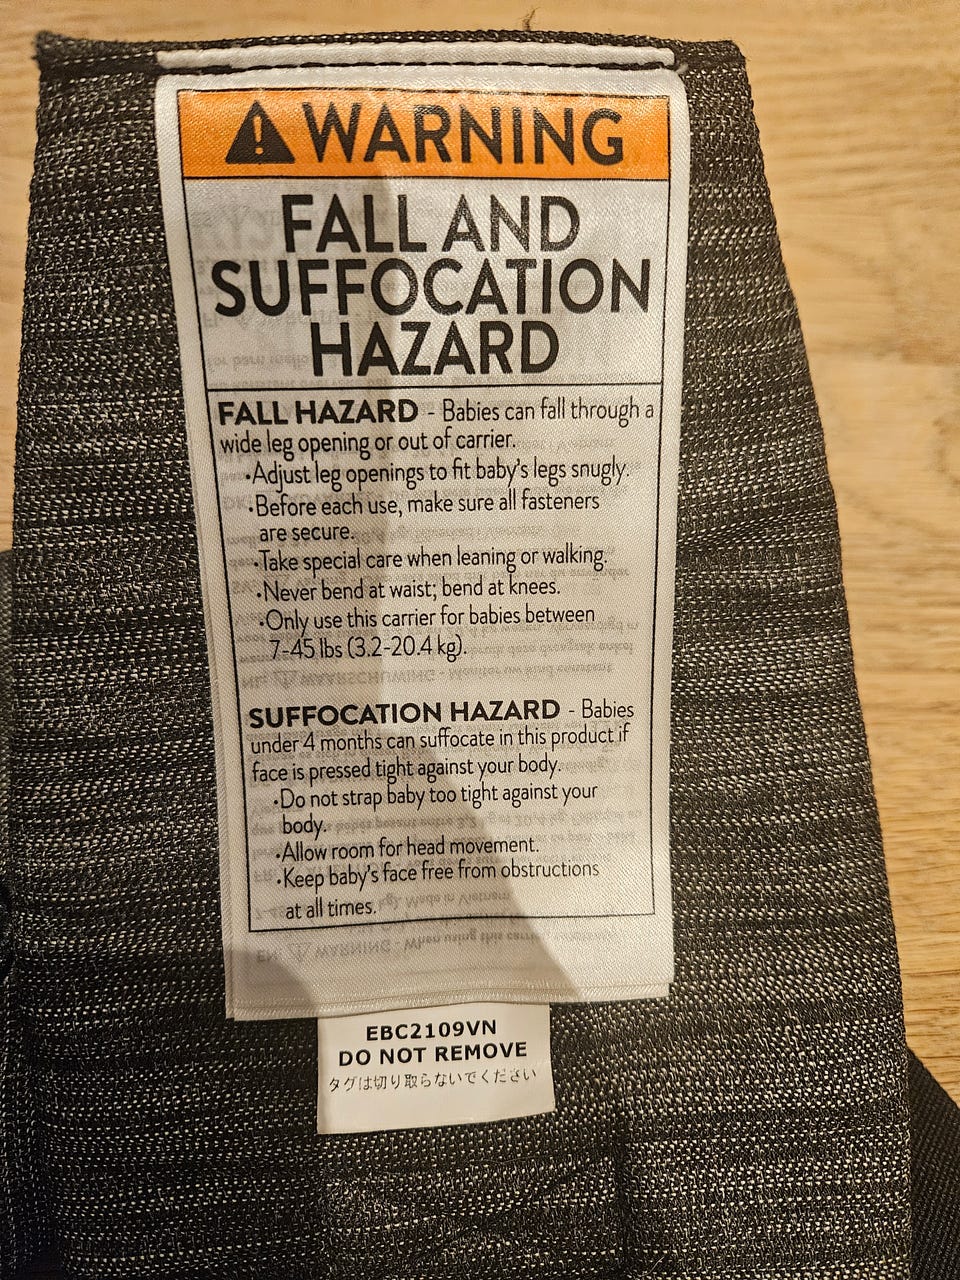 WARNING
FALL AND
SUFFOCATION
HAZARD
FALL HAZARD - Babies can fall through a
wide leg opening or out of carrier.
•Adjust leg openings to fit baby's legs snugly.
•Before each use, make sure all fasteners
are secure.
•Take special care when leaning or walking.
•Never bend at waist; bend at knees.
•Only use this carrier for babies between
7-45 lbs (3.2-20.4 kg).
SUFFOCATION HAZARD - Babies
under 4 months can suffocate in this product if
face is pressed tight against your body.
•Do not strap baby too tight against your
body.
•Allow room for head movement.
•Keep baby's face free from obstructions
at all times.
EBC2109VN
DO NOT REMOVE
タグは切り取らないでください